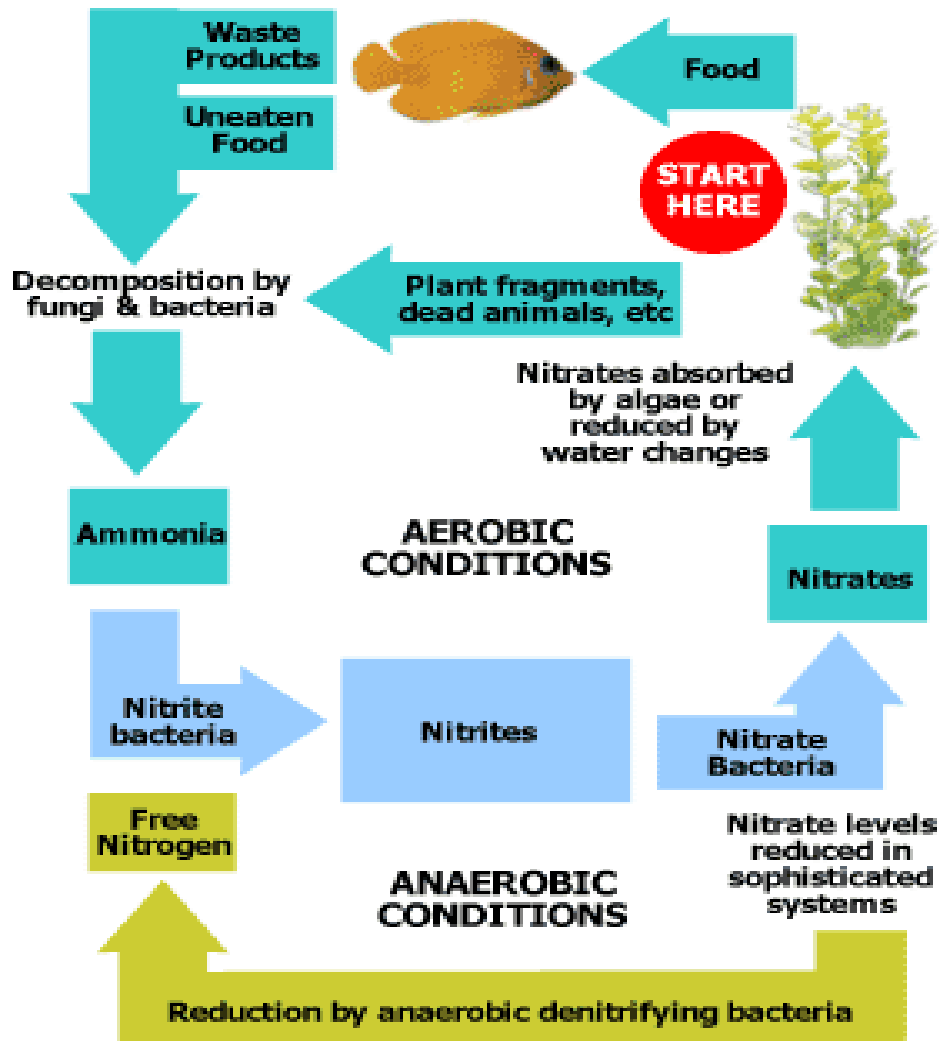 Waste
Products
Food
Uneaten
Food
START
HERE
Decomposition by
fungi & bacteria
Plant fragments,
dead animals, etc
Nitrates absorbed
by algae or
reduced by
water changes
Ammonia
AEROBIC
CONDITIONS
Nitrates
Nitrite
bacteria
Nitrites
Nitrate
Bacteria
Free
Nitrogen
Nitrate levels
reduced in
sophisticated
systems
ANAEROBIC
CONDITIONS
Reduction by anaerobic denitrifying bacteria